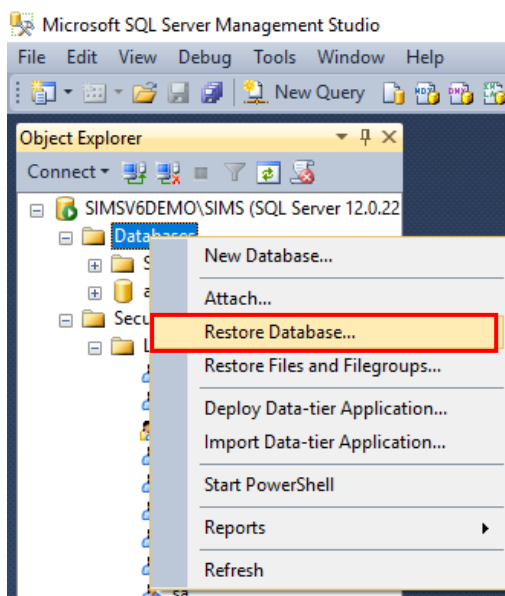 Microsoft SQL Server Management Studio
File Edit View Debug Tools Window Help
New Query
Object Explorer
Connect
SIMSV6DEMO\SIMS (SQL Server 12.0.22
Databases
New Database...
Attach...
Restore Database...
Restore Files and Filegroups...
Deploy Data-tier Application...
Import Data-tier Application...
Start PowerShell
Reports
Refresh
sa